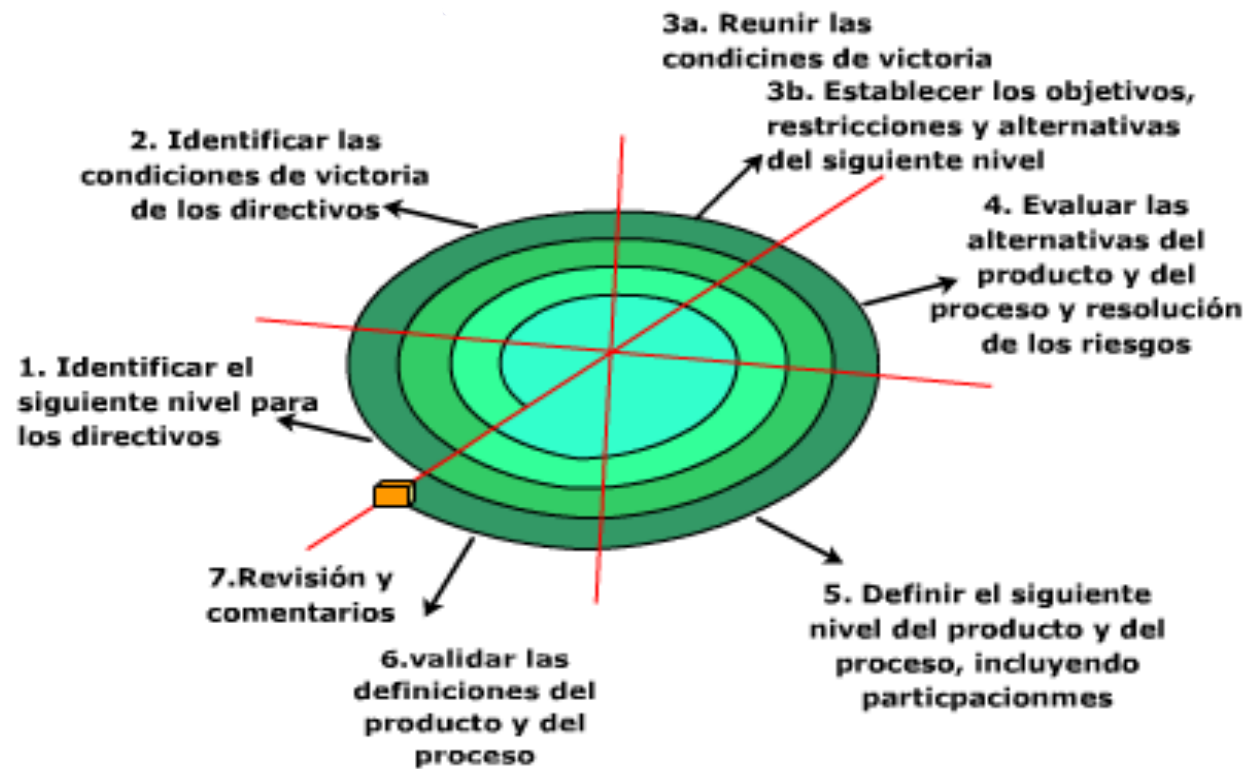 3a. Reunir las
condicines de victoria
3b. Establecer los objetivos,
restricciones y alternativas
del siguiente nivel
2. Identificar las
condiciones de victoria
de los directivos
4. Evaluar las
alternativas del
producto y del
proceso y resolución
de los riesgos
1. Identificar el
siguiente nivel para
los directivos
7.Revisión y
comentarios
5. Definir el siguiente
nivel del producto y del
proceso, incluyendo
particpacionmes
6.validar las
definiciones del
producto y del
proceso